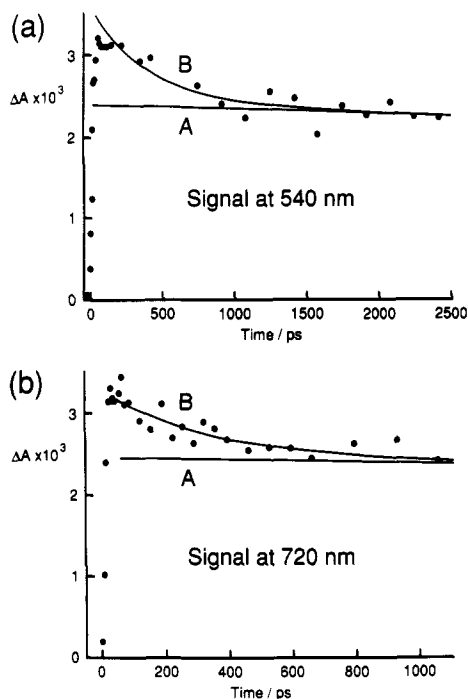 (a)
3
ΔA x10³
2
1
0
B
A
Signal at 540 nm
0 500 1000 1500 2000 2500
Time / ps
(b)
3
ΔA x10³
2
1
0
B
A
Signal at 720 nm
0 200 400 600 800 1000
Time / ps